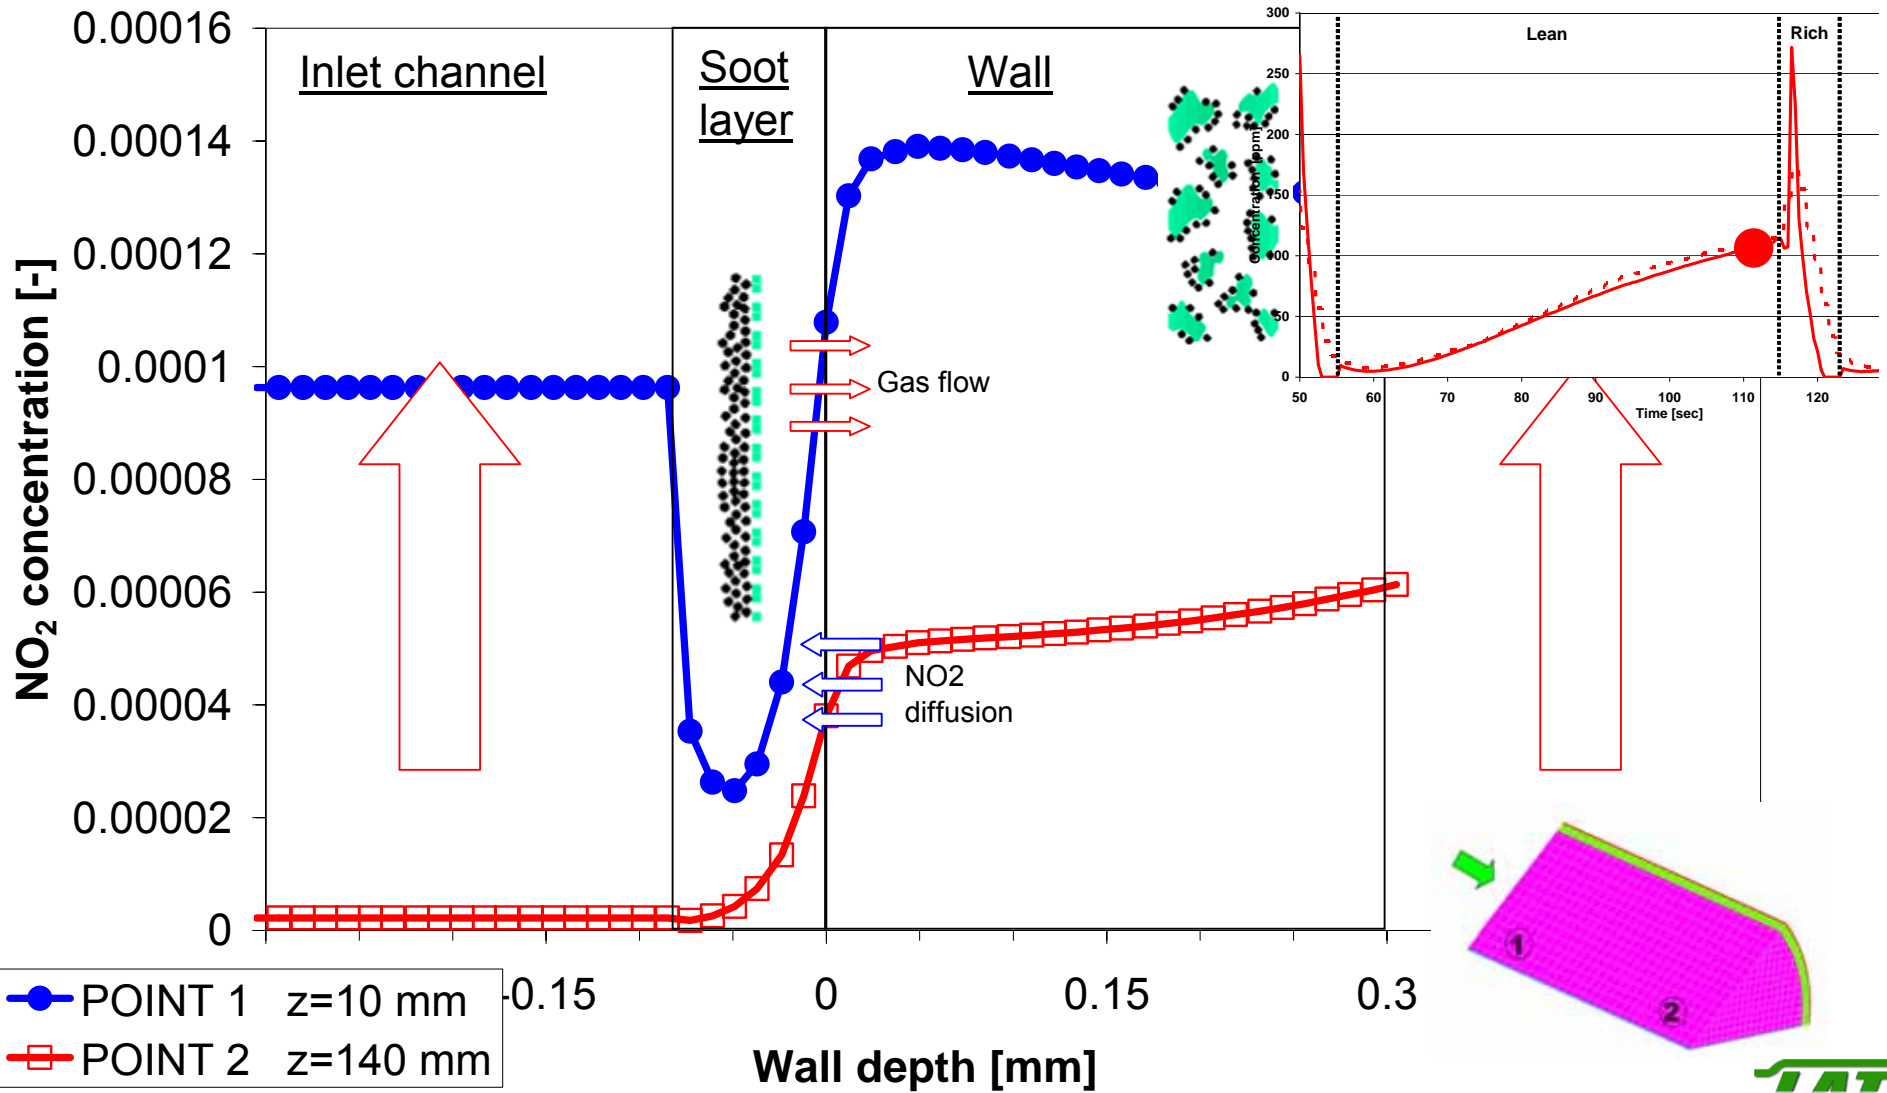 0.00016
0.00014
0.00012
0.0001
0.00008
0.00006
0.00004
0.00002
0
NO2 concentration [-]
Inlet channel
Soot
layer
Wall
Gas flow
NO2
diffusion
-0.15
0
0.15
0.3
Wall depth [mm]
POINT 1 z=10 mm
POINT 2 z=140 mm
300
250
200
150
100
50
0
Concentration [ppm]
Lean
Rich
50
60
70
80
90
100
110
120
Time [sec]
1
2
LAT